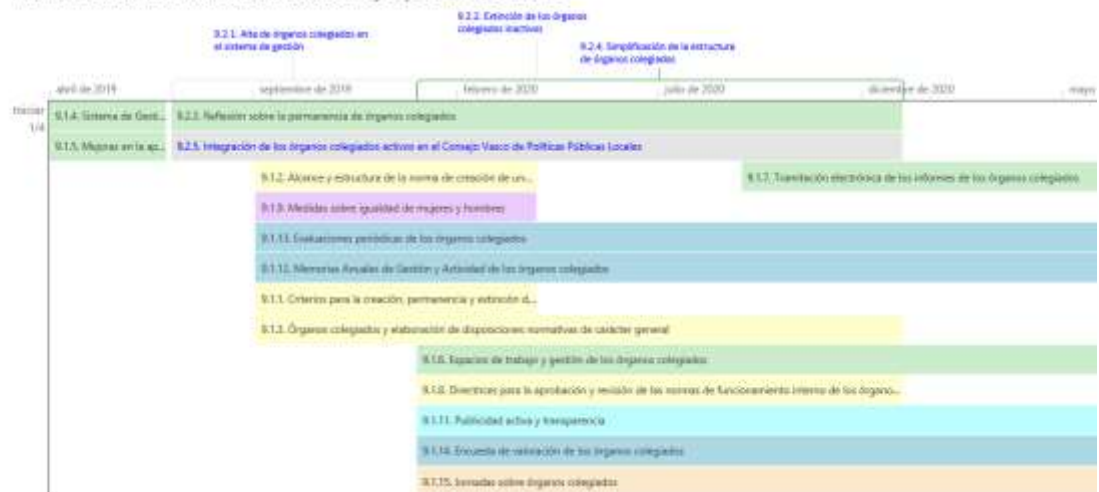 9.2.2. Extinción de los órganos
colegiados inactivos
9.2.1. Alta de órganos colegiados en
el sistema de gestión
9.2.4. Simplificación de la estructura
de órganos colegiados
abril de 2019 septiembre de 2019 febrero de 2020 julio de 2020 diciembre de 2020 mayo
Iniciar
1/4
9.1.4. Sistema de Gesti... 9.2.3. Reflexión sobre la permanencia de órganos colegiados
9.1.5. Mejoras en la ap... 9.2.5. Integración de los órganos colegiados activos en el Consejo Vasco de Políticas Públicas Locales
9.1.2. Alcance y estructura de la norma de creación de un... 9.1.7. Tramitación electrónica de los informes de los órganos colegiados
9.1.9. Medidas sobre igualdad de mujeres y hombres
9.1.13. Evaluaciones periódicas de los órganos colegiados
9.1.12. Memorias Anuales de Gestión y Actividad de los órganos colegiados
9.1.1. Criterios para la creación, permanencia y extinción d...
9.1.3. Órganos colegiados y elaboración de disposiciones normativas de carácter general
9.1.6. Espacios de trabajo y gestión de los órganos colegiados
9.1.8. Directrices para la aprobación y revisión de las normas de funcionamiento interno de los órgano...
9.1.11. Publicidad activa y transparencia
9.1.14. Encuesta de valoración de los órganos colegiados
9.1.15. Jornadas sobre órganos colegiados